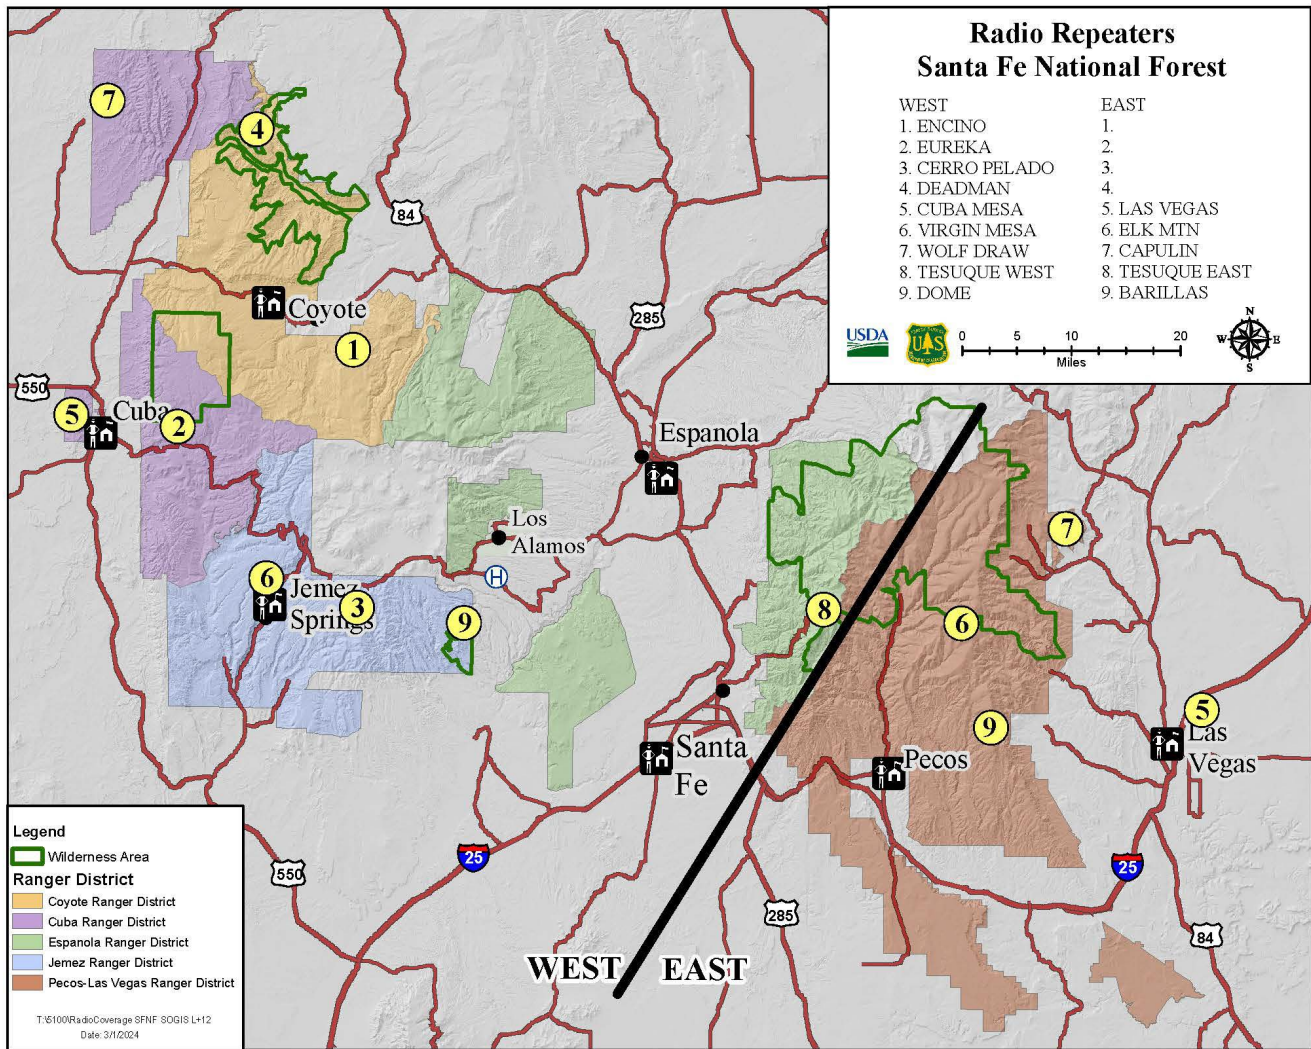 Radio Repeaters
Santa Fe National Forest
WEST
1. ENCINO
2. EUREKA
3. CERRO PELADO
4. DEADMAN
5. CUBA MESA
6. VIRGIN MESA
7. WOLF DRAW
8. TESUQUE WEST
9. DOME
EAST
1.
2.
3.
4.
5. LAS VEGAS
6. ELK MTN
7. CAPULIN
8. TESUQUE EAST
9. BARILLAS
USDA
U S
0 5 10 20
Miles
N
W E
S
7
4
84
Coyote
1
285
550
5
Cuba
2
Espanola
Los
Alamos
H
7
6
Jemez
Springs
3
9
8
6
5
Las
Vegas
9
Santa
Fe
Pecos
25
25
550
285
84
WEST
EAST
Legend
Wilderness Area
Ranger District
Coyote Ranger District
Cuba Ranger District
Espanola Ranger District
Jemez Ranger District
Pecos-Las Vegas Ranger District
T:\5100\RadioCoverage SFNF SOGIS L+12
Date: 3/1/2024